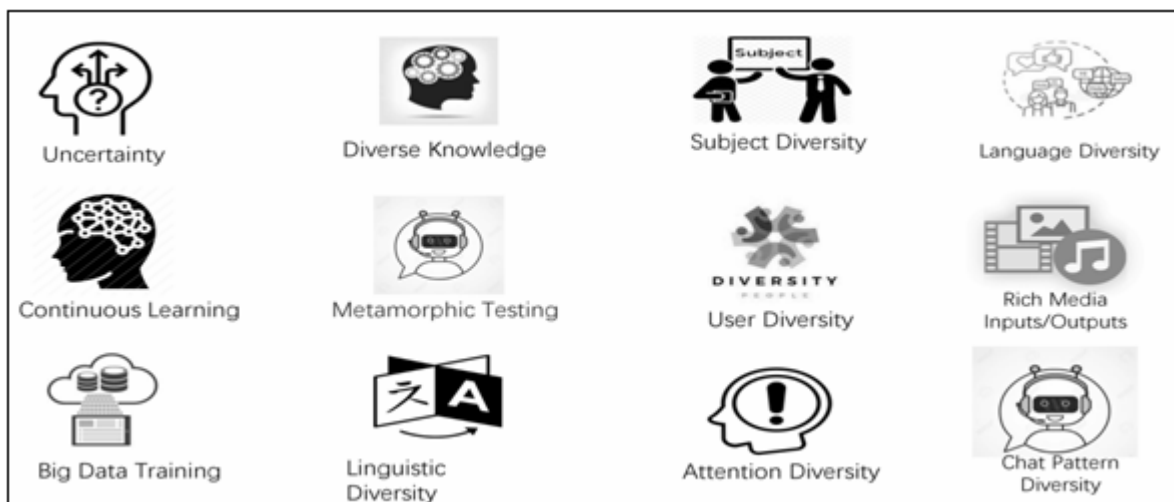 Subject
Uncertainty
Diverse Knowledge
Subject Diversity
Language Diversity
DIVERSITY
PEOPLE
Continuous Learning
Metamorphic Testing
User Diversity
Rich Media
Inputs/Outputs
A
Big Data Training
Linguistic
Diversity
Attention Diversity
Chat Pattern
Diversity